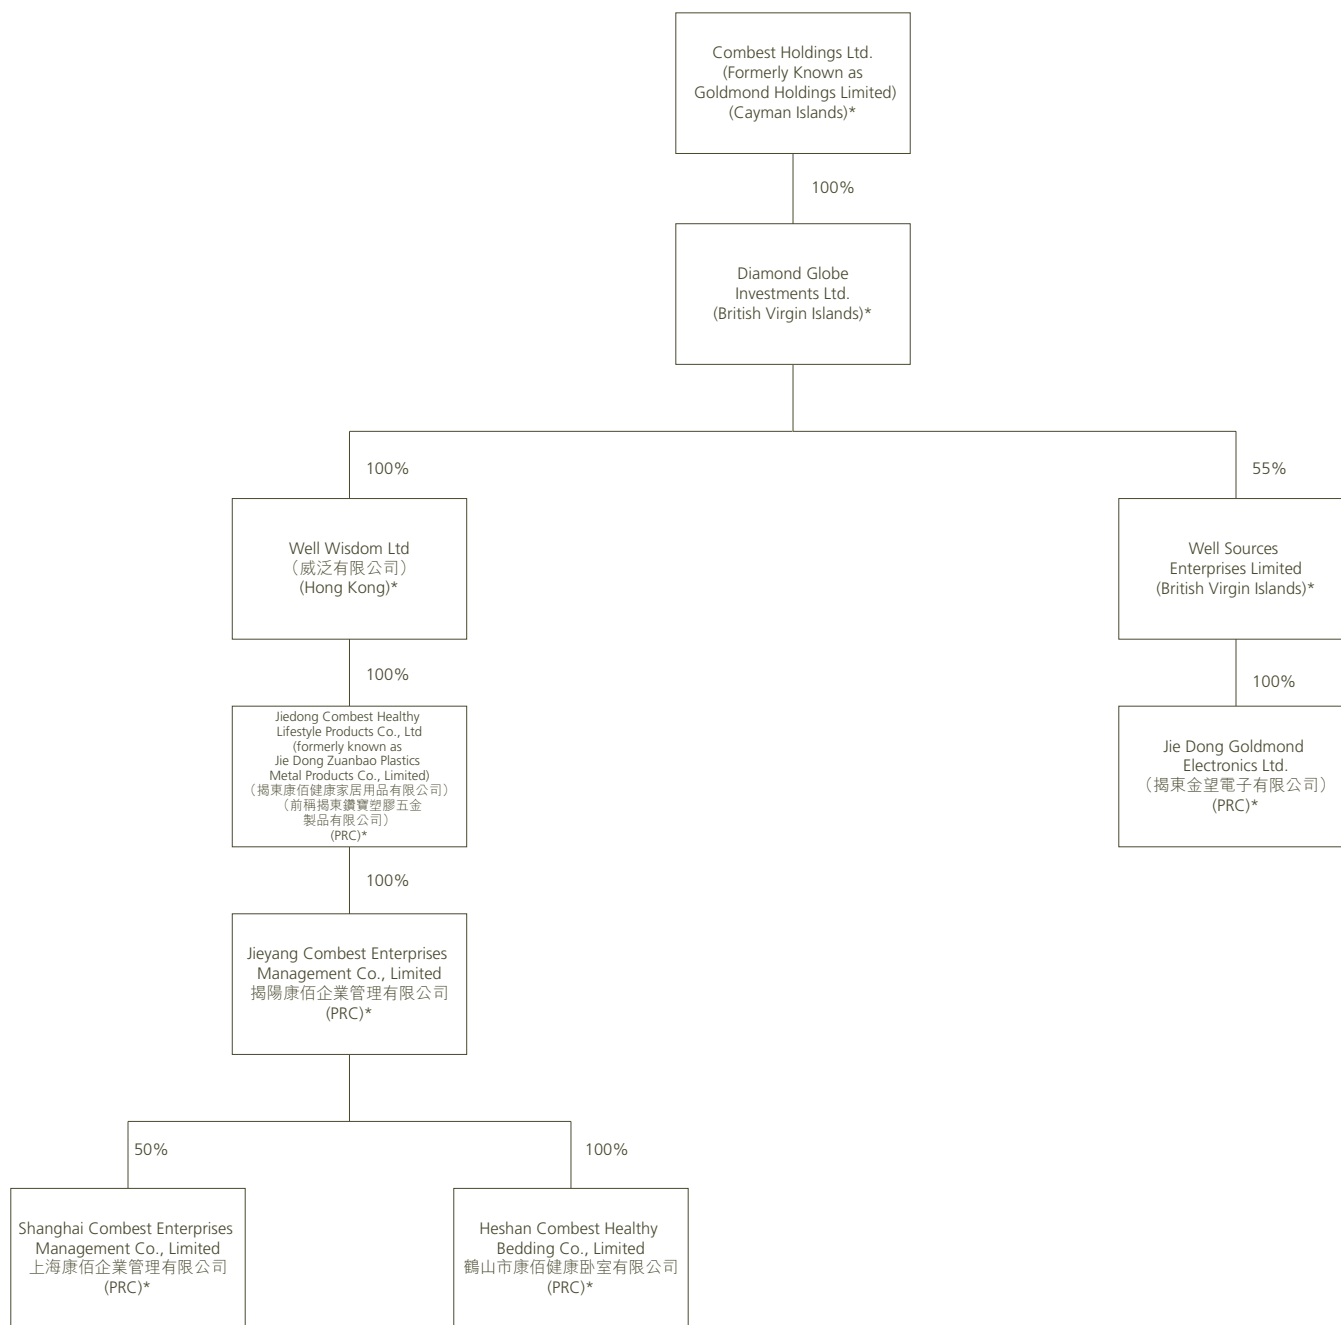 Combest Holdings Ltd.
(Formerly Known as
Goldmond Holdings Limited)
(Cayman Islands)*
100%
Diamond Globe
Investments Ltd.
(British Virgin Islands)*
100%
55%
Well Wisdom Ltd
（威泛有限公司）
(Hong Kong)*
Well Sources
Enterprises Limited
(British Virgin Islands)*
100%
100%
Jiedong Combest Healthy
Lifestyle Products Co., Ltd
(formerly known as
Jie Dong Zuanbao Plastics
Metal Products Co., Limited)
（揭東康佰健康家居用品有限公司）
（前稱揭東鑽寶塑膠五金
製品有限公司）
(PRC)*
Jie Dong Goldmond
Electronics Ltd.
（揭東金望電子有限公司）
(PRC)*
100%
Jieyang Combest Enterprises
Management Co., Limited
揭陽康佰企業管理有限公司
(PRC)*
50%
100%
Shanghai Combest Enterprises
Management Co., Limited
上海康佰企業管理有限公司
(PRC)*
Heshan Combest Healthy
Bedding Co., Limited
鶴山市康佰健康卧室有限公司
(PRC)*